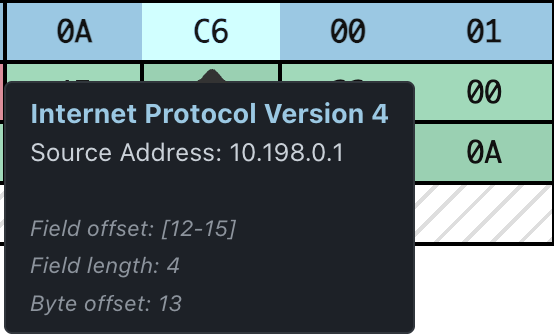 0A C6 00 01
00
Internet Protocol Version 4
Source Address: 10.198.0.1
0A
Field offset: [12-15]
Field length: 4
Byte offset: 13